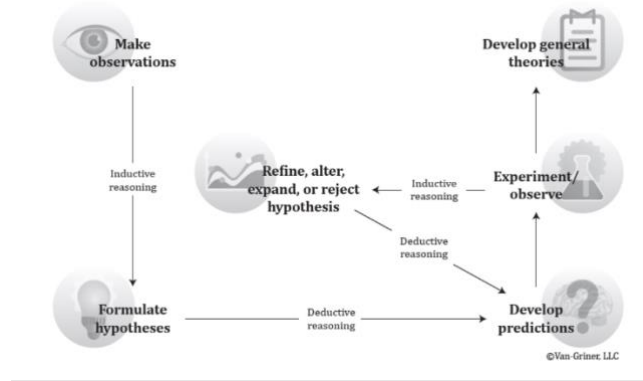 Make
observations
Develop general
theories
Inductive
reasoning
Refine, alter,
expand, or reject
hypothesis
Inductive
reasoning
Experiment/
observe
Deductive
reasoning
Formulate
hypotheses
Deductive
reasoning
Develop
predictions
©Van-Griner, LLC